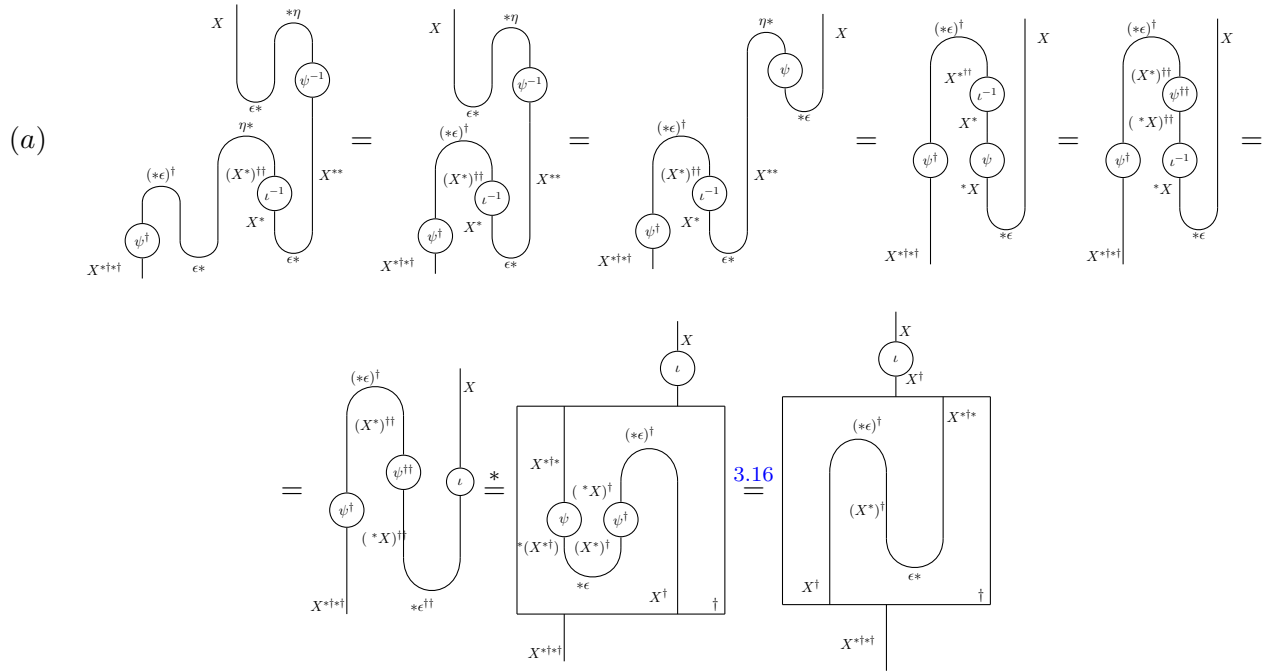 (a)
X
*η
ψ⁻¹
ϵ*
η*
(*ϵ)†
(X*)††
ι⁻¹
X**
X*
ψ†
ϵ*
ϵ*
X*†*†
=
X
*η
ψ⁻¹
ϵ*
(*ϵ)†
(X*)††
ι⁻¹
X**
X*
ψ†
X*†*†
ϵ*
=
η*
X
ψ
*ϵ
(*ϵ)†
(X*)††
ι⁻¹
X**
X*
ψ†
X*†*†
ϵ*
=
(*ϵ)†
X
X*††
ι⁻¹
X*
ψ†
ψ
*X
*ϵ
X*†*†
=
(*ϵ)†
X
(X*)††
ψ††
( *X)††
ψ†
ι⁻¹
*X
*ϵ
X*†*†
=
=
(*ϵ)†
X
(X*)††
ψ††
ι
ψ†
( *X)††
X*†*†
*ϵ††
*
=
X
ι
(*ϵ)†
X*†*
( *X)†
ψ
ψ†
*(X*†)
(X*)†
*ϵ
X†
†
X*†*†
3.16
=
X
ι
X†
X*†*
(*ϵ)†
(X*)†
ϵ*
X†
†
X*†*†